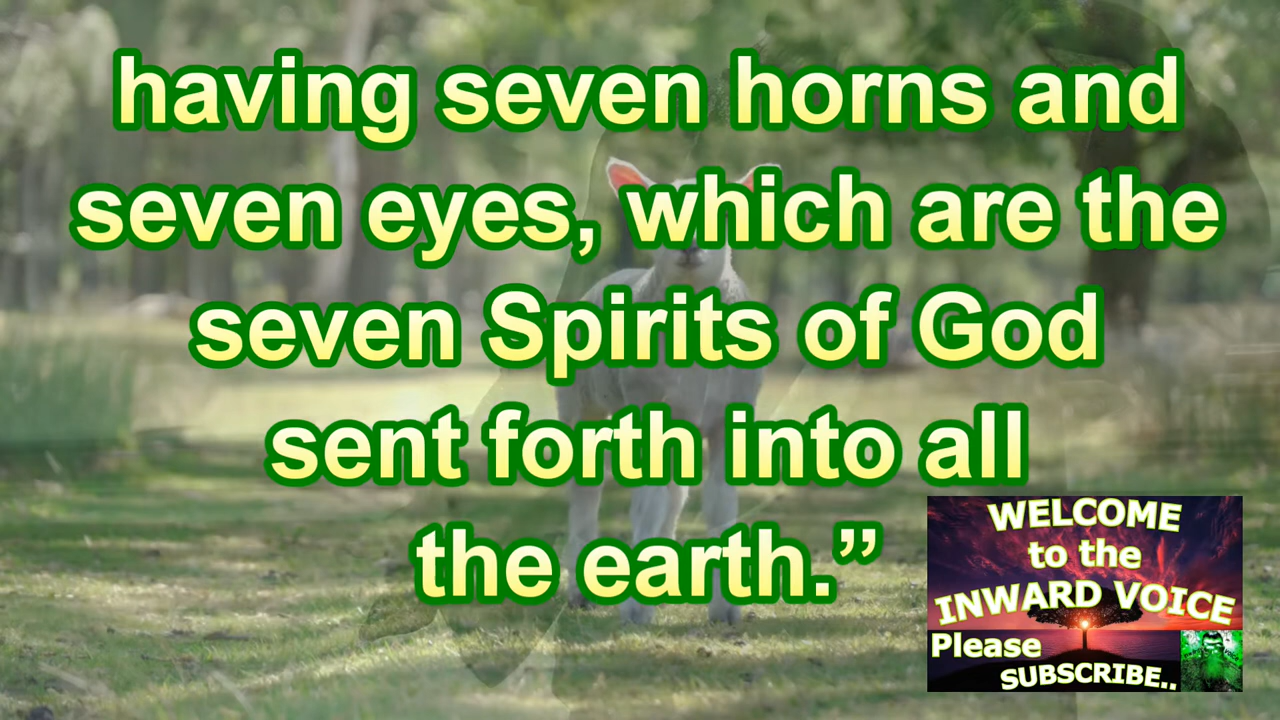 having seven horns and
seven eyes, which are the
seven Spirits of God
sent forth into all
the earth.”
WELCOME
to the
INWARD VOICE
Please
SUBSCRIBE..